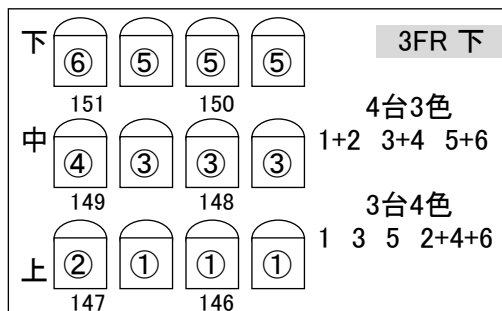 下 ⑥ ⑤ ⑤ ⑤
151 150
中 ④ ③ ③ ③
149 148
上 ② ① ① ①
147 146
3FR 下
4台3色
1+2 3+4 5+6
3台4色
1 3 5 2+4+6